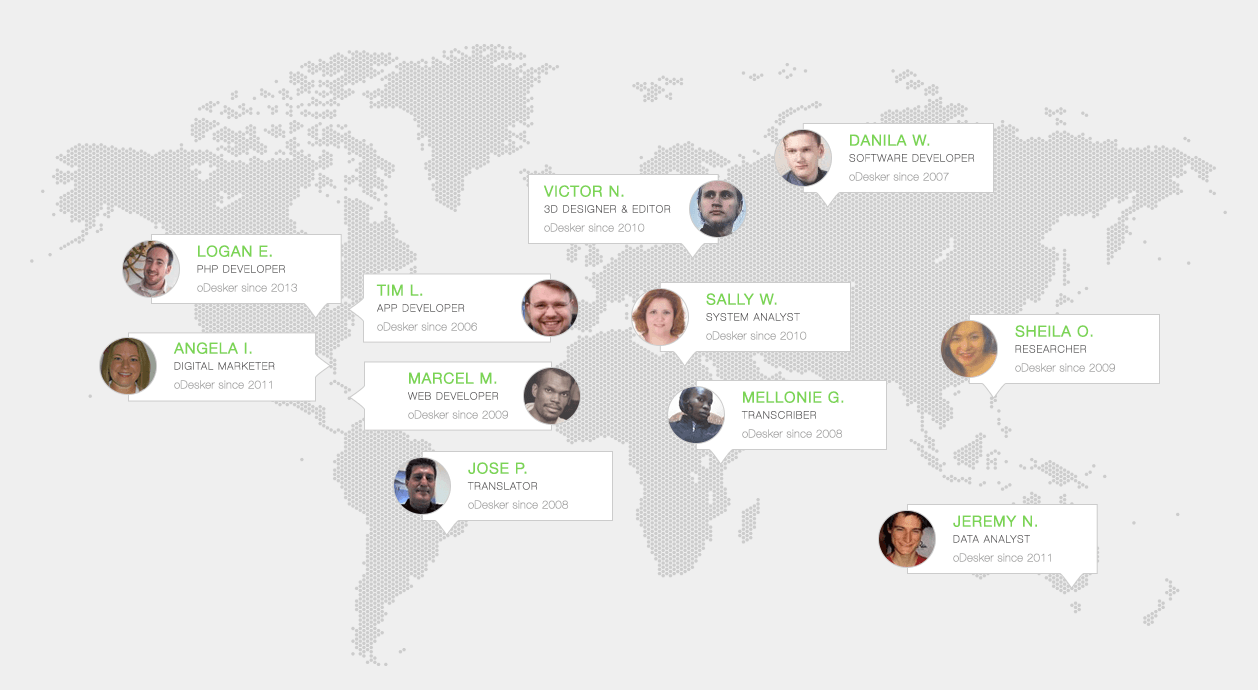 DANILA W.
SOFTWARE DEVELOPER
oDesker since 2007
VICTOR N.
3D DESIGNER & EDITOR
oDesker since 2010
LOGAN E.
PHP DEVELOPER
oDesker since 2013
TIM L.
APP DEVELOPER
oDesker since 2006
SALLY W.
SYSTEM ANALYST
oDesker since 2010
SHEILA O.
RESEARCHER
oDesker since 2009
ANGELA I.
DIGITAL MARKETER
oDesker since 2011
MARCEL M.
WEB DEVELOPER
oDesker since 2009
MELLONIE G.
TRANSCRIBER
oDesker since 2008
JOSE P.
TRANSLATOR
oDesker since 2008
JEREMY N.
DATA ANALYST
oDesker since 2011